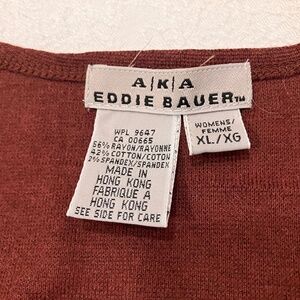 A|K|A
EDDIE BAUER™
WPL 9647
CA 00665
56% RAYON/RAYONNE
42% COTTON/COTON
2% SPANDEX/SPANDEX
MADE IN
HONG KONG
FABRIQUE A
HONG KONG
SEE SIDE FOR CARE
WOMENS/
FEMME
XL/XG